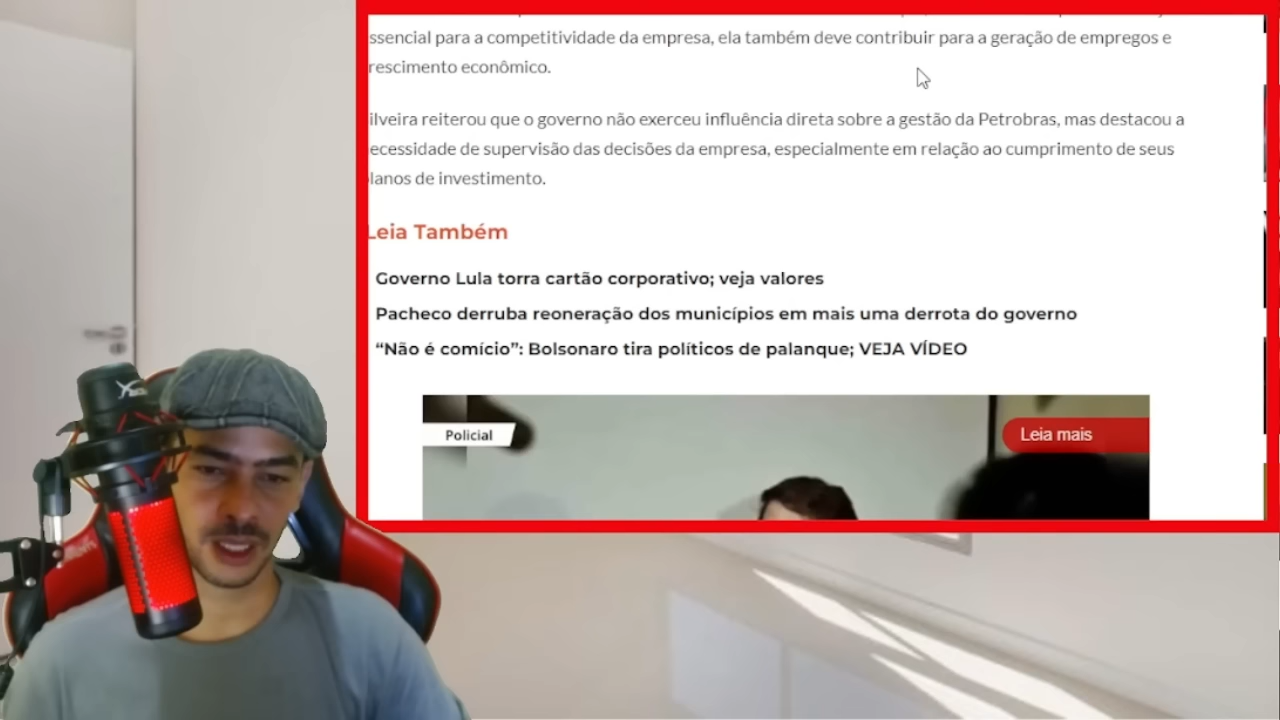 ssencial para a competitividade da empresa, ela também deve contribuir para a geração de empregos e
rescimento econômico.
ilveira reiterou que o governo não exerceu influência direta sobre a gestão da Petrobras, mas destacou a
ecessidade de supervisão das decisões da empresa, especialmente em relação ao cumprimento de seus
lanos de investimento.
Leia Também
Governo Lula torra cartão corporativo; veja valores
Pacheco derruba reoneração dos municípios em mais uma derrota do governo
“Não é comício”: Bolsonaro tira políticos de palanque; VEJA VÍDEO
Policial
Leia mais